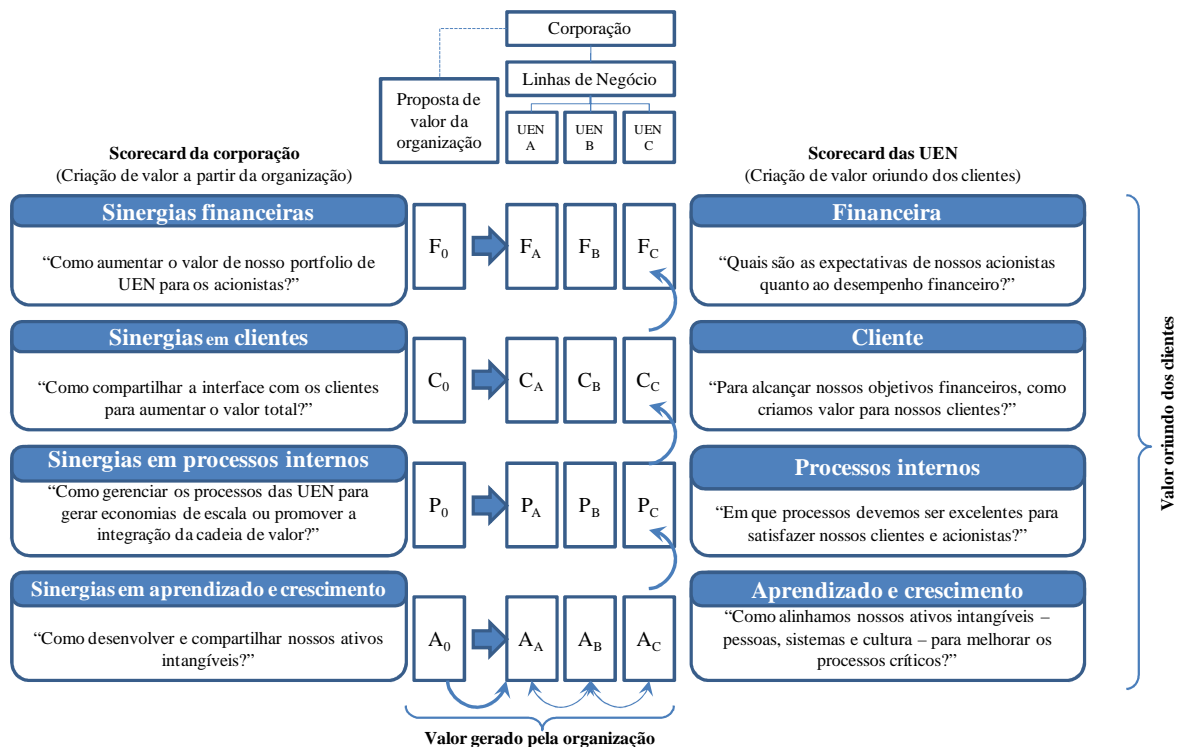 Corporação
Linhas de Negócio
Proposta de
valor da
organização
UEN
A
UEN
B
UEN
C
Scorecard da corporação
(Criação de valor a partir da organização)
Scorecard das UEN
(Criação de valor oriundo dos clientes)
Sinergias financeiras
“Como aumentar o valor de nosso portfolio de
UEN para os acionistas?”
F0
FA
FB
FC
Financeira
“Quais são as expectativas de nossos acionistas
quanto ao desempenho financeiro?”
Sinergias em clientes
“Como compartilhar a interface com os clientes
para aumentar o valor total?”
C0
CA
CB
CC
Cliente
“Para alcançar nossos objetivos financeiros, como
criamos valor para nossos clientes?”
Sinergias em processos internos
“Como gerenciar os processos das UEN para
gerar economias de escala ou promover a
integração da cadeia de valor?”
P0
PA
PB
PC
Processos internos
“Em que processos devemos ser excelentes para
satisfazer nossos clientes e acionistas?”
Sinergias em aprendizado e crescimento
“Como desenvolver e compartilhar nossos ativos
intangíveis?”
A0
AA
AB
AC
Aprendizado e crescimento
“Como alinhamos nossos ativos intangíveis –
pessoas, sistemas e cultura – para melhorar os
processos críticos?”
Valor oriundo dos clientes
Valor gerado pela organização